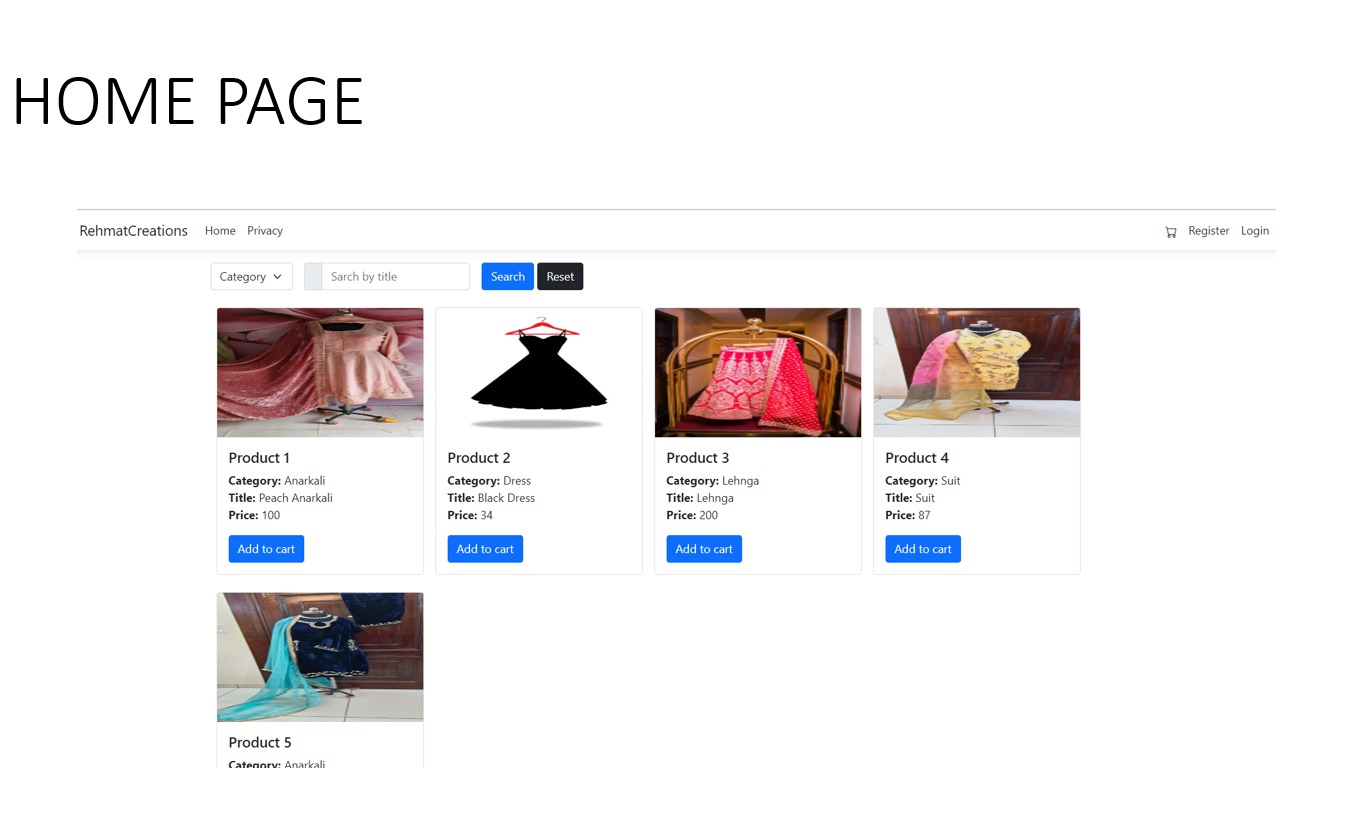 HOME PAGE
RehmatCreations Home Privacy Register Login
Category Sarch by title Search Reset
Product 1 Product 2 Product 3 Product 4
Category: Anarkali Category: Dress Category: Lehnga Category: Suit
Title: Peach Anarkali Title: Black Dress Title: Lehnga Title: Suit
Price: 100 Price: 34 Price: 200 Price: 87
Add to cart Add to cart Add to cart Add to cart
Product 5
Category: Anarkali